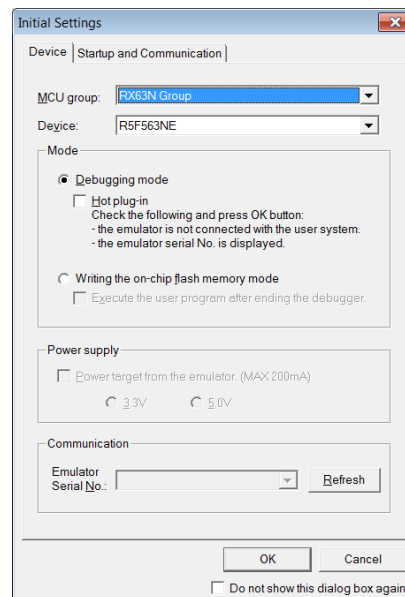 Initial Settings
Device
Startup and Communication
MCU group:
RX63N Group
Device:
R5F563NE
Mode
Debugging mode
Hot plug-in
Check the following and press OK button:
- the emulator is not connected with the user system.
- the emulator serial No. is displayed.
Writing the on-chip flash memory mode
Execute the user program after ending the debugger.
Power supply
Power target from the emulator. (MAX 200mA)
3.3V
5.0V
Communication
Emulator
Serial No.:
Refresh
OK
Cancel
Do not show this dialog box again